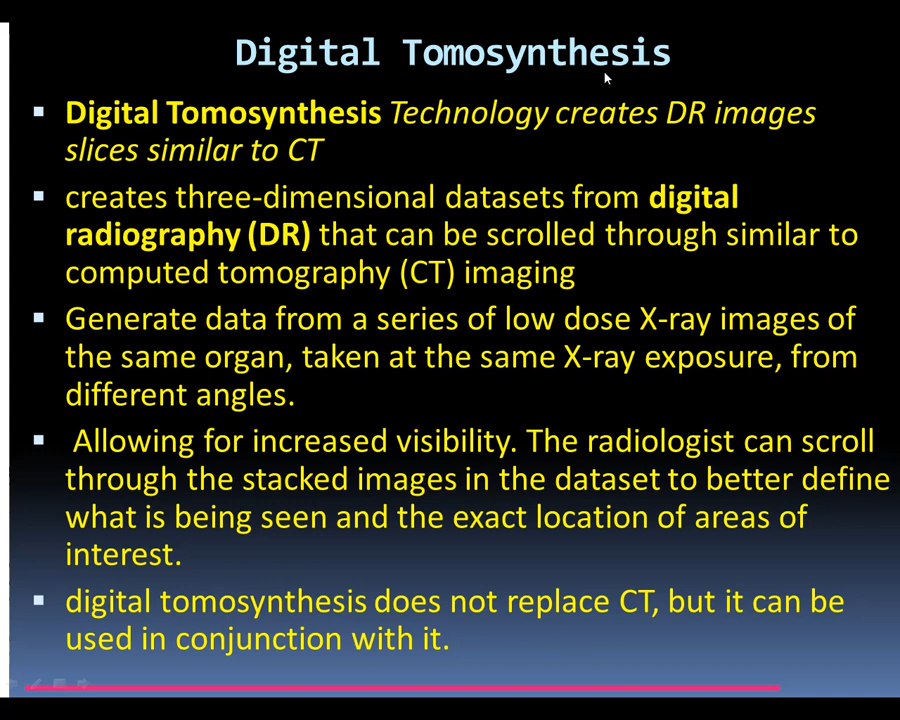 Digital Tomosynthesis
▪ Digital Tomosynthesis Technology creates DR images
slices similar to CT
▪ creates three-dimensional datasets from digital
radiography (DR) that can be scrolled through similar to
computed tomography (CT) imaging
▪ Generate data from a series of low dose X-ray images of
the same organ, taken at the same X-ray exposure, from
different angles.
▪ Allowing for increased visibility. The radiologist can scroll
through the stacked images in the dataset to better define
what is being seen and the exact location of areas of
interest.
▪ digital tomosynthesis does not replace CT, but it can be
used in conjunction with it.